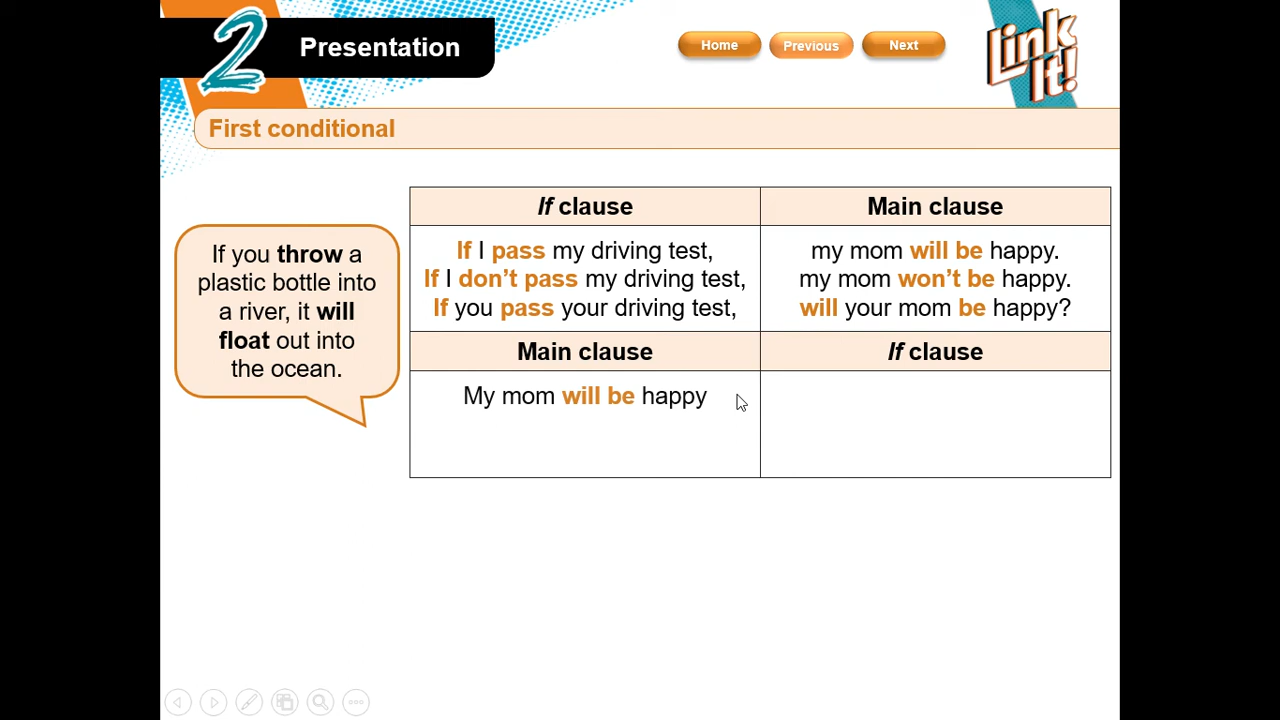 2
Presentation
Home
Previous
Next
Link
It!
First conditional
If you throw a
plastic bottle into
a river, it will
float out into
the ocean.
If clause
Main clause
If I pass my driving test,
my mom will be happy.
If I don't pass my driving test,
my mom won't be happy.
If you pass your driving test,
will your mom be happy?
Main clause
If clause
My mom will be happy